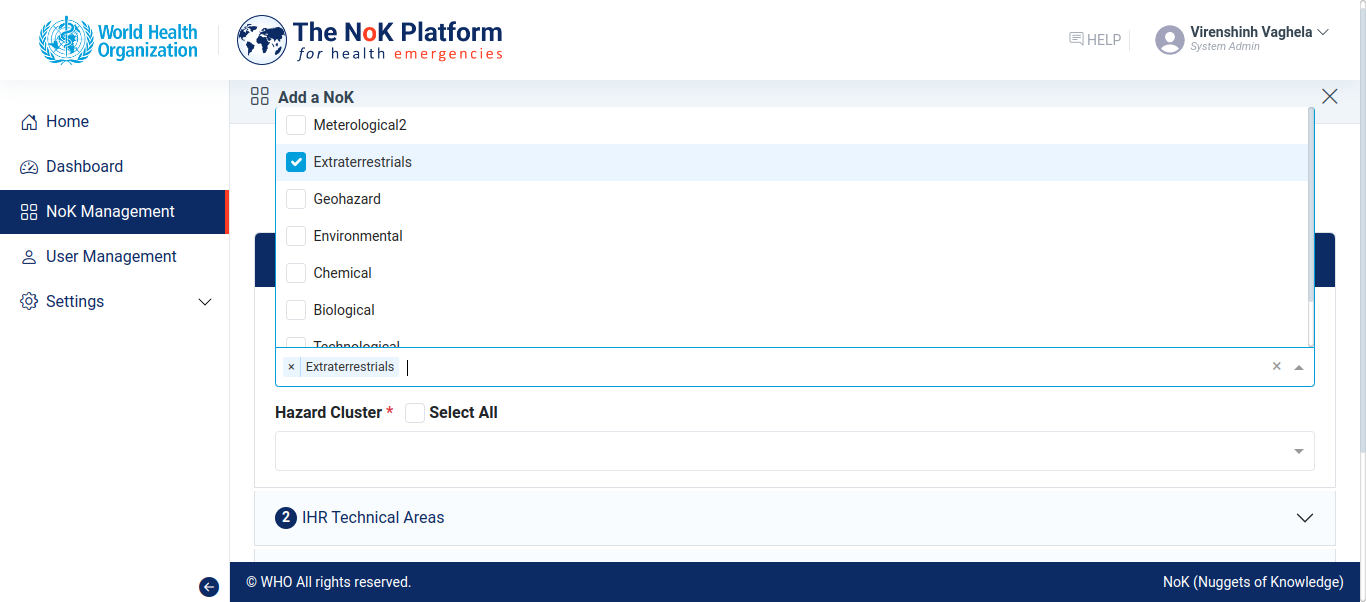 World Health
Organization
The NoK Platform
for health emergencies
HELP
Virenshinh Vaghela
System Admin
Home
Dashboard
NoK Management
User Management
Settings
Add a NoK
Meterological2
Extraterrestrials
Geohazard
Environmental
Chemical
Biological
Technological
× Extraterrestrials
Hazard Cluster * Select All
2 IHR Technical Areas
© WHO All rights reserved.
NoK (Nuggets of Knowledge)